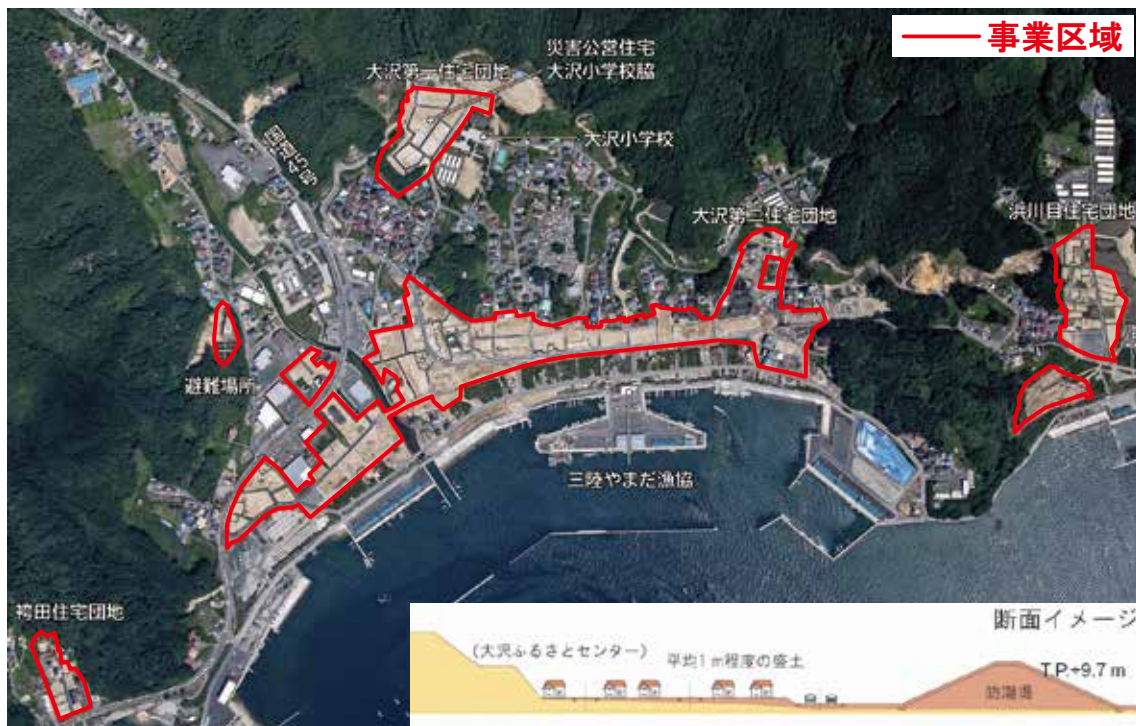 事業区域
災害公営住宅
大沢第一住宅団地
大沢小学校脇
国道45号
大沢小学校
大沢第二住宅団地
浜川目住宅団地
避難場所
三陸やまだ漁協
袴田住宅団地
断面イメージ
(大沢ふるさとセンター)
平均1m程度の盛土
T.P.+9.7m
防潮堤